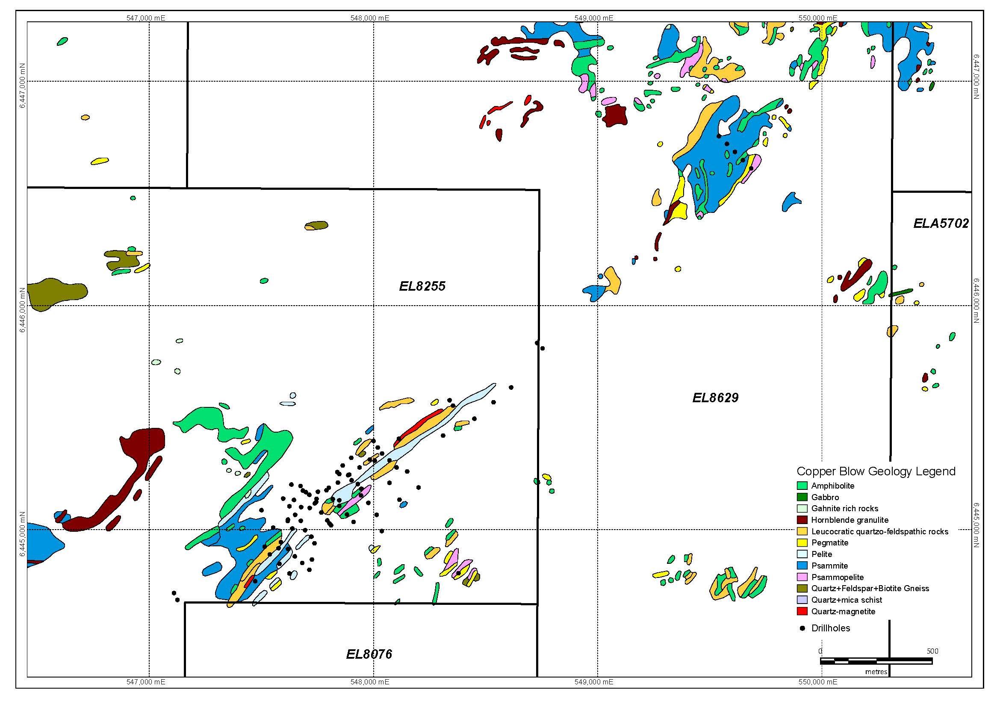 547,000 mE
548,000 mE
549,000 mE
550,000 mE
6,447,000 mN
6,447,000 mN
ELA5702
EL8255
6,446,000 mN
6,446,000 mN
EL8629
Copper Blow Geology Legend
Amphibolite
Gabbro
Gahnite rich rocks
Hornblende granulite
Leucocratic quartzo-feldspathic rocks
Pegmatite
Pelite
Psammite
Psammopelite
Quartz+Feldspar+Biotite Gneiss
Quartz+mica schist
Quartz-magnetite
Drillholes
6,445,000 mN
6,445,000 mN
EL8076
0
500
metres
547,000 mE
548,000 mE
549,000 mE
550,000 mE